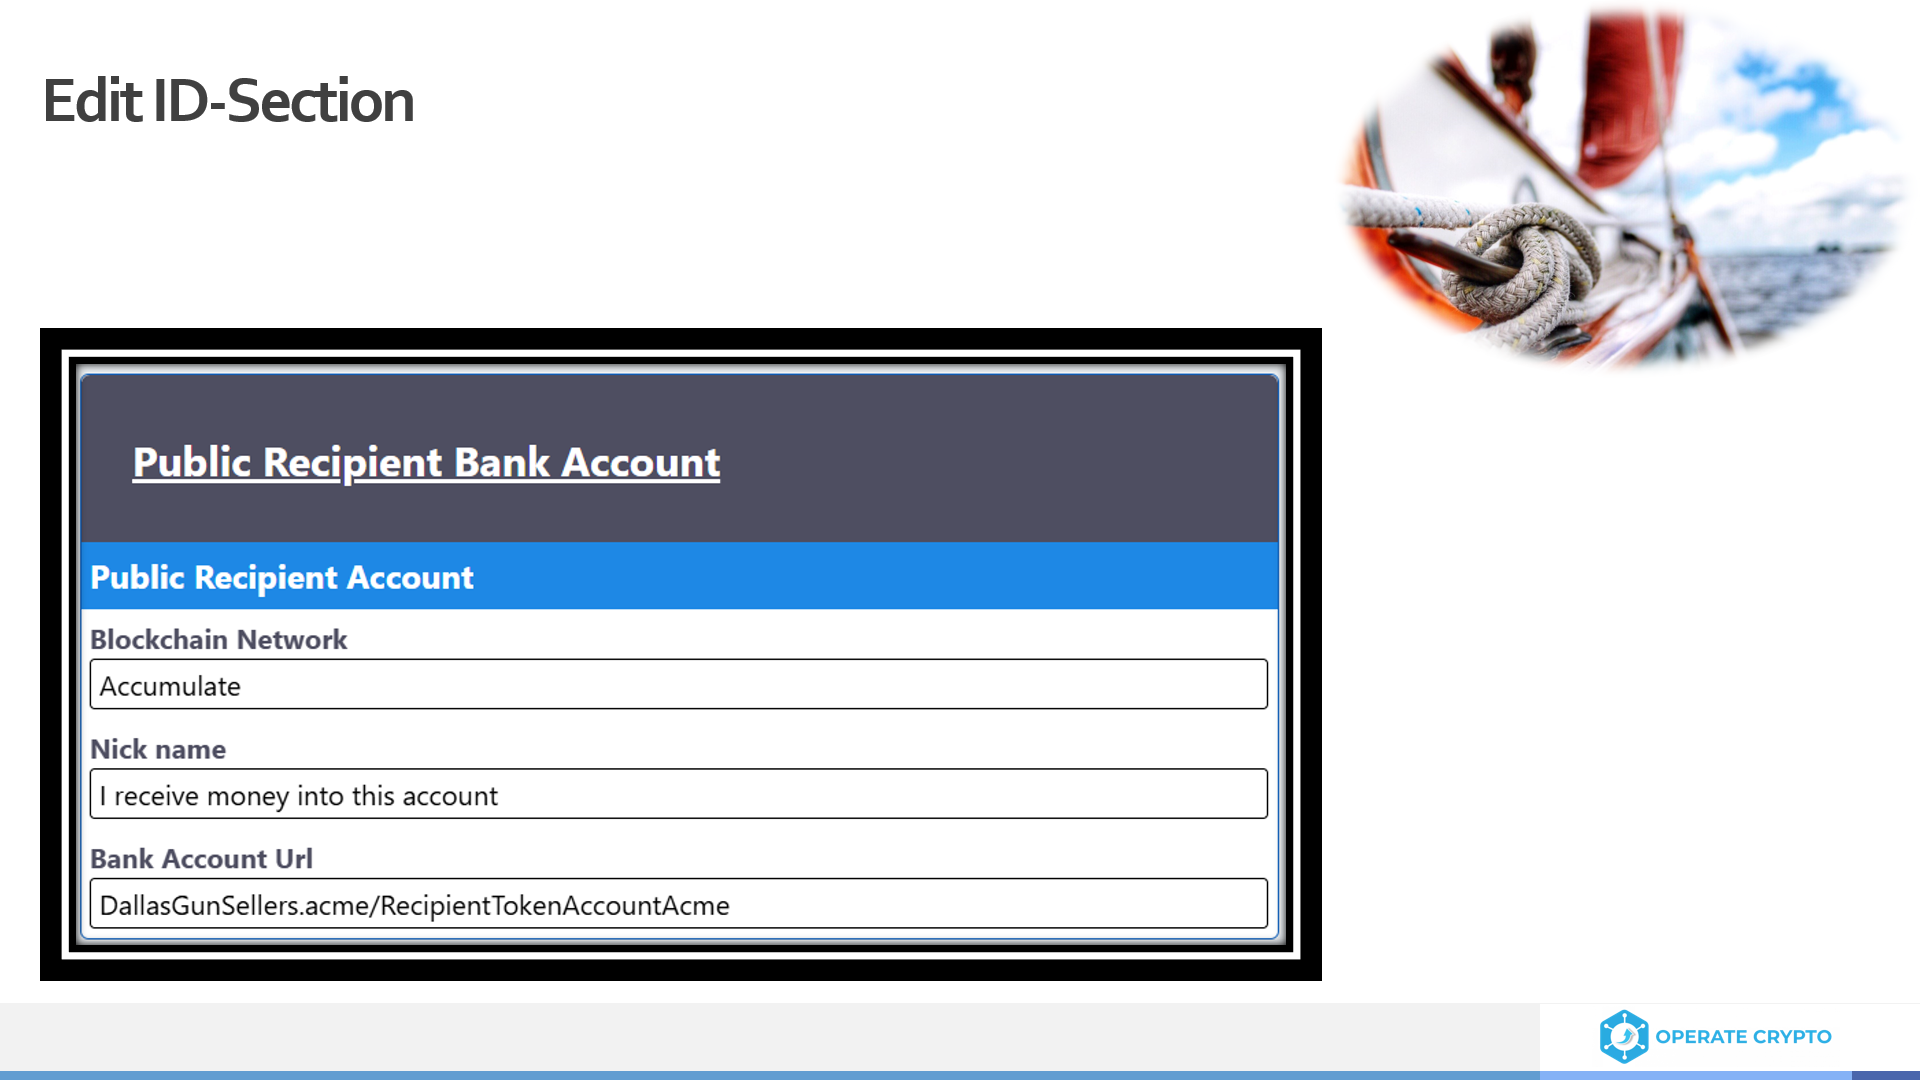 Edit ID-Section
Public Recipient Bank Account
Public Recipient Account
Blockchain Network
Accumulate
Nick name
I receive money into this account
Bank Account Url
DallasGunSellers.acme/RecipientTokenAccountAcme
OPERATE CRYPTO